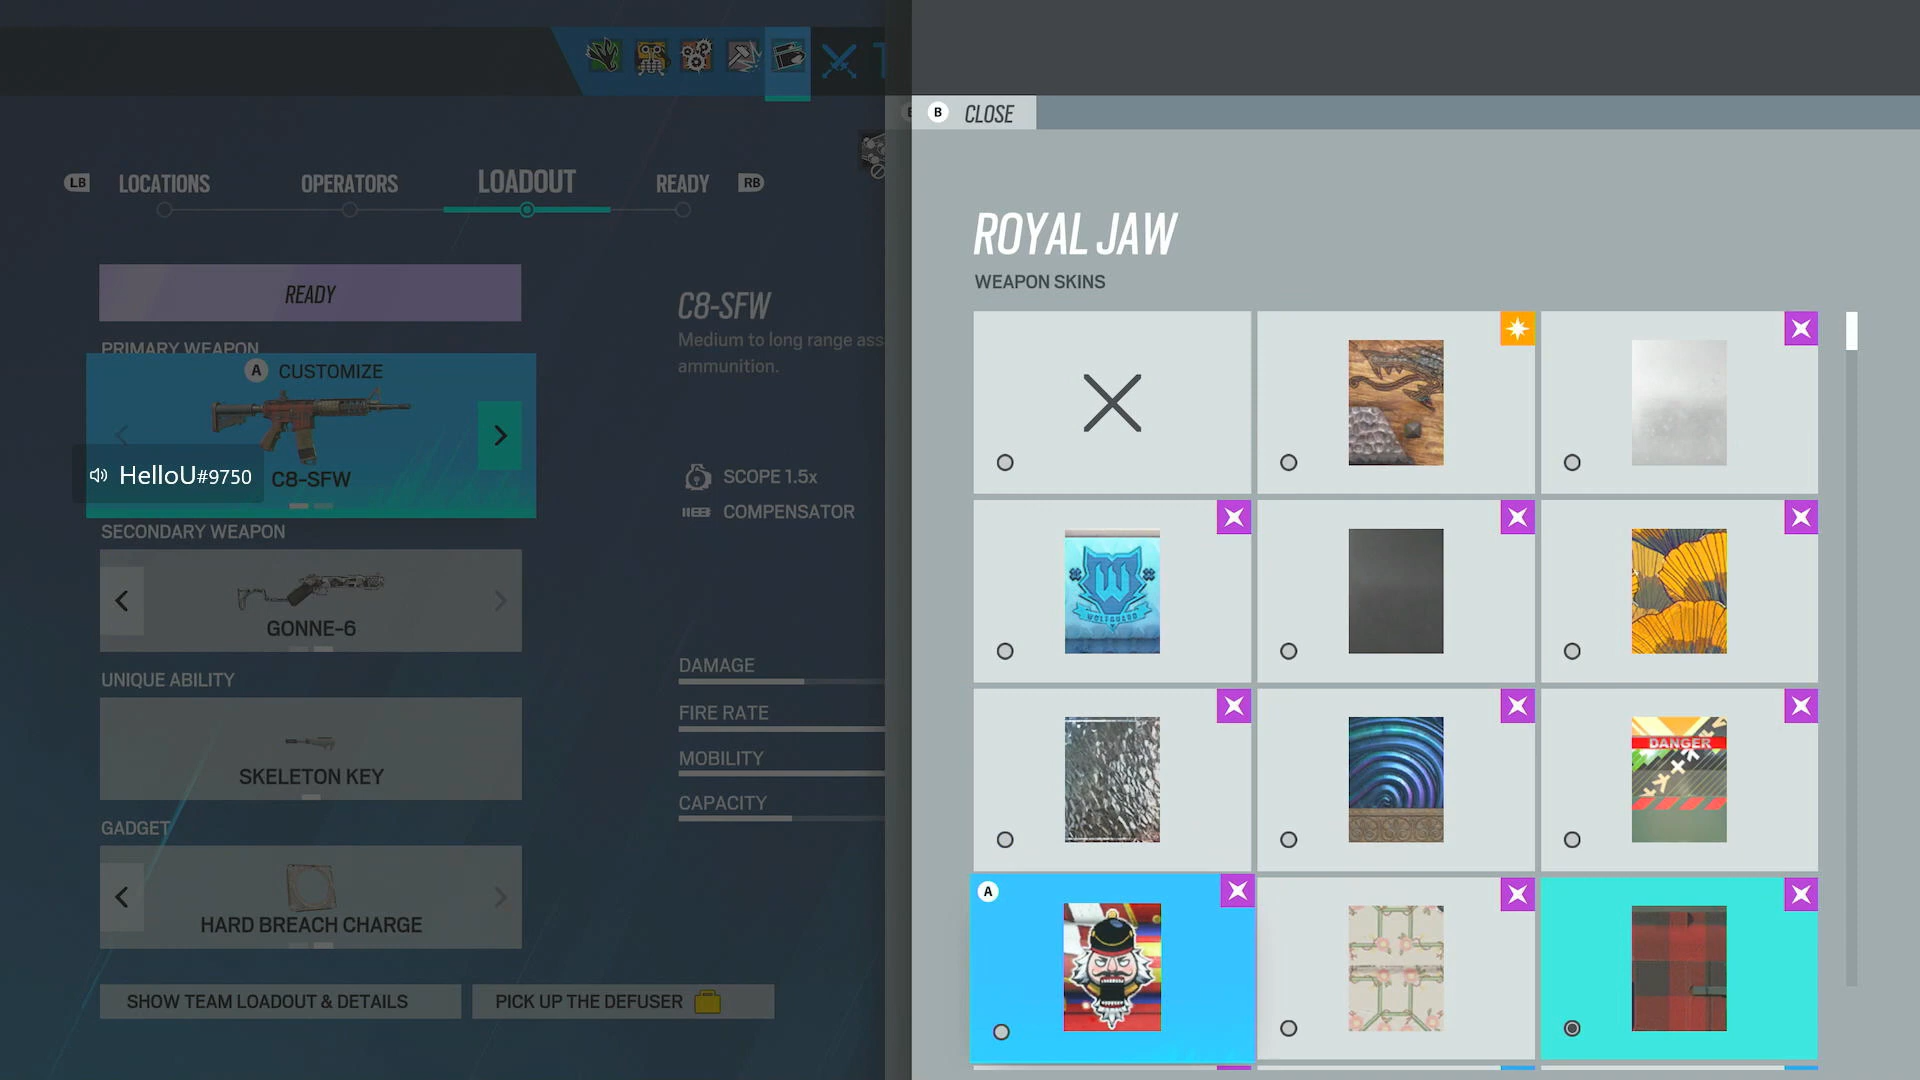 B CLOSE
LB LOCATIONS OPERATORS LOADOUT READY RB
ROYAL JAW
WEAPON SKINS
READY
PRIMARY WEAPON
A CUSTOMIZE
HelloU#9750
C8-SFW
SECONDARY WEAPON
GONNE-6
UNIQUE ABILITY
SKELETON KEY
GADGET
HARD BREACH CHARGE
SHOW TEAM LOADOUT & DETAILS
PICK UP THE DEFUSER
C8-SFW
Medium to long range ass
ammunition.
SCOPE 1.5x
COMPENSATOR
DAMAGE
FIRE RATE
MOBILITY
CAPACITY
W
WOLFGUARD
DANGER
A